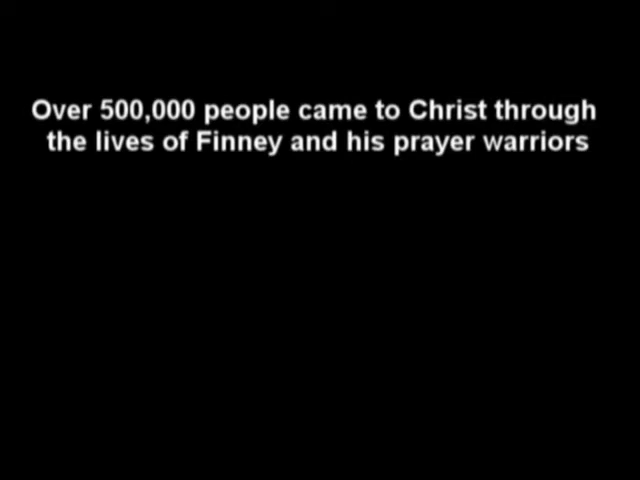 Over 500,000 people came to Christ through
the lives of Finney and his prayer warriors